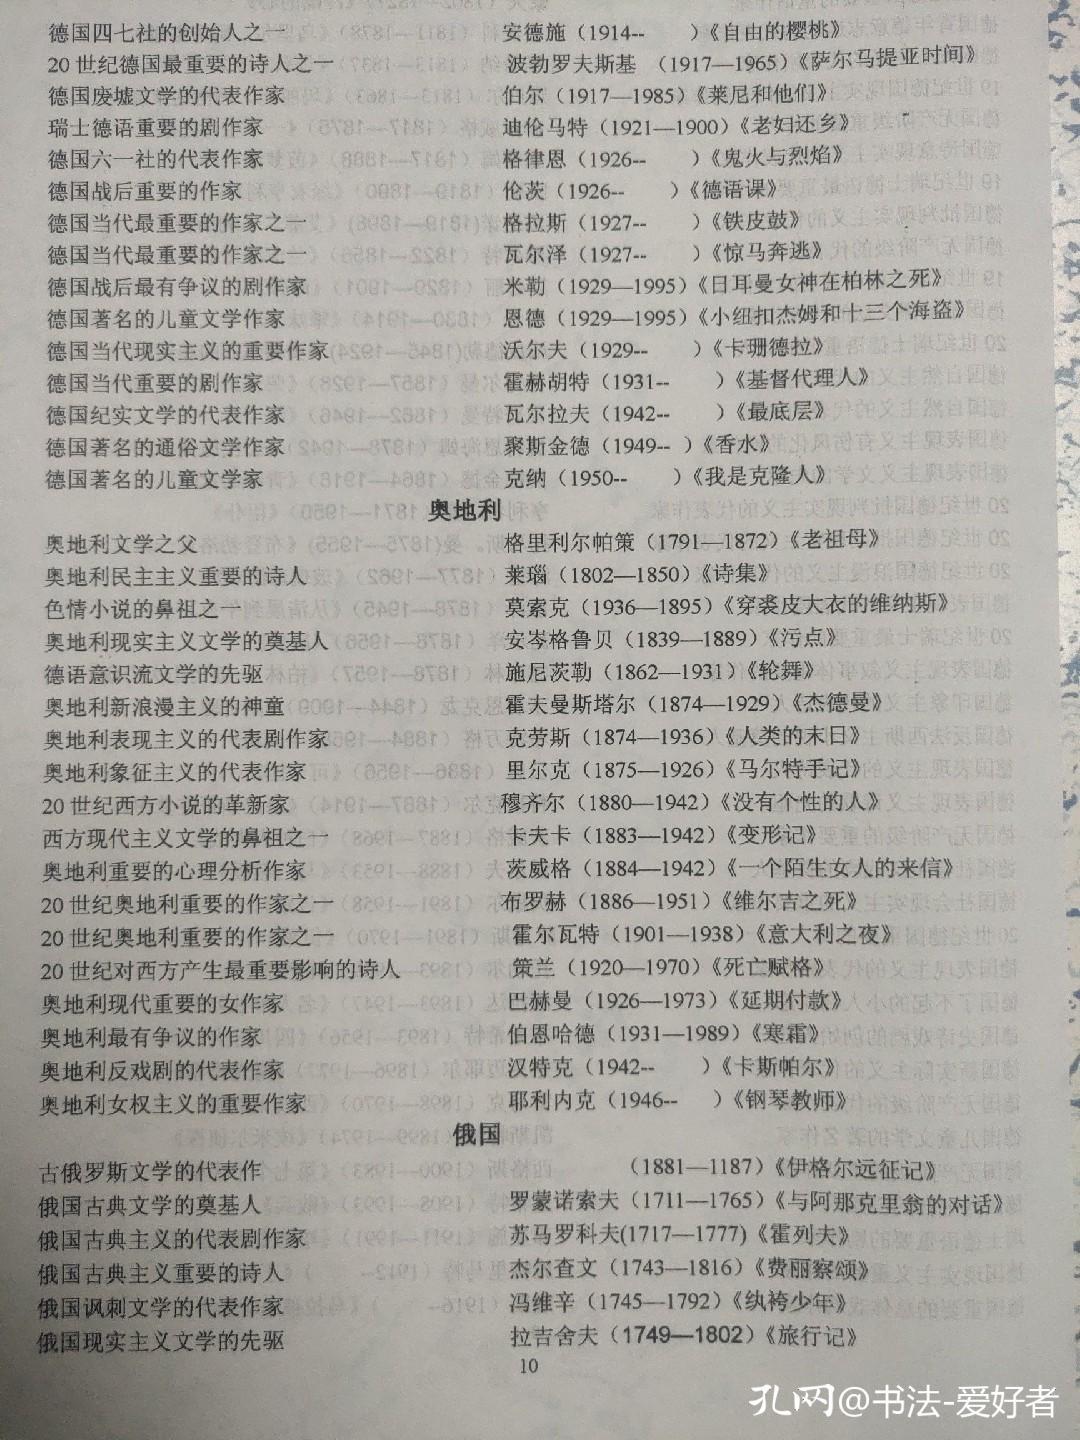 德国四七社的创始人之一 安德施（1914-- ）《自由的樱桃》
20世纪德国最重要的诗人之一 波勃罗夫斯基 （1917—1965）《萨尔马提亚时间》
德国废墟文学的代表作家 伯尔（1917—1985）《莱尼和他们》
瑞士德语重要的剧作家 迪伦马特（1921—1900）《老妇还乡》
德国六一社的代表作家 格律恩（1926-- ）《鬼火与烈焰》
德国战后重要的作家 伦茨（1926-- ）《德语课》
德国当代最重要的作家之一 格拉斯（1927-- ）《铁皮鼓》
德国当代最重要的作家之一 瓦尔泽（1927-- ）《惊马奔逃》
德国战后最有争议的剧作家 米勒（1929—1995）《日耳曼女神在柏林之死》
德国著名的儿童文学作家 恩德（1929—1995）《小纽扣杰姆和十三个海盗》
德国当代现实主义的重要作家 沃尔夫（1929-- ）《卡珊德拉》
德国当代重要的剧作家 霍赫胡特（1931-- ）《基督代理人》
德国纪实文学的代表作家 瓦尔拉夫（1942-- ）《最底层》
德国著名的通俗文学作家 聚斯金德（1949-- ）《香水》
德国著名的儿童文学家 克纳（1950-- ）《我是克隆人》
奥地利
奥地利文学之父 格里利尔帕策（1791—1872）《老祖母》
奥地利民主主义重要的诗人 莱瑙（1802—1850）《诗集》
色情小说的鼻祖之一 莫索克（1936—1895）《穿裘皮大衣的维纳斯》
奥地利现实主义文学的奠基人 安岑格鲁贝（1839—1889）《污点》
德语意识流文学的先驱 施尼茨勒（1862—1931）《轮舞》
奥地利新浪漫主义的神童 霍夫曼斯塔尔（1874—1929）《杰德曼》
奥地利表现主义的代表剧作家 克劳斯（1874—1936）《人类的末日》
奥地利象征主义的代表作家 里尔克（1875—1926）《马尔特手记》
20世纪西方小说的革新家 穆齐尔（1880—1942）《没有个性的人》
西方现代主义文学的鼻祖之一 卡夫卡（1883—1942）《变形记》
奥地利重要的心理分析作家 茨威格（1884—1942）《一个陌生女人的来信》
20世纪奥地利重要的作家之一 布罗赫（1886—1951）《维尔吉之死》
20世纪奥地利重要的作家之一 霍尔瓦特（1901—1938）《意大利之夜》
20世纪对西方产生最重要影响的诗人 策兰（1920—1970）《死亡赋格》
奥地利现代重要的女作家 巴赫曼（1926—1973）《延期付款》
奥地利最有争议的作家 伯恩哈德（1931—1989）《寒霜》
奥地利反戏剧的代表作家 汉特克（1942-- ）《卡斯帕尔》
奥地利女权主义的重要作家 耶利内克（1946-- ）《钢琴教师》
俄国
古俄罗斯文学的代表作 （1881—1187）《伊格尔远征记》
俄国古典文学的奠基人 罗蒙诺索夫（1711—1765）《与阿那克里翁的对话》
俄国古典主义的代表剧作家 苏马罗科夫(1717—1777)《霍列夫》
俄国古典主义重要的诗人 杰尔查文（1743—1816）《费丽察颂》
俄国讽刺文学的代表作家 冯维辛（1745—1792）《纨袴少年》
俄国现实主义文学的先驱 拉吉舍夫（1749—1802）《旅行记》
10
孔网@书法-爱好者